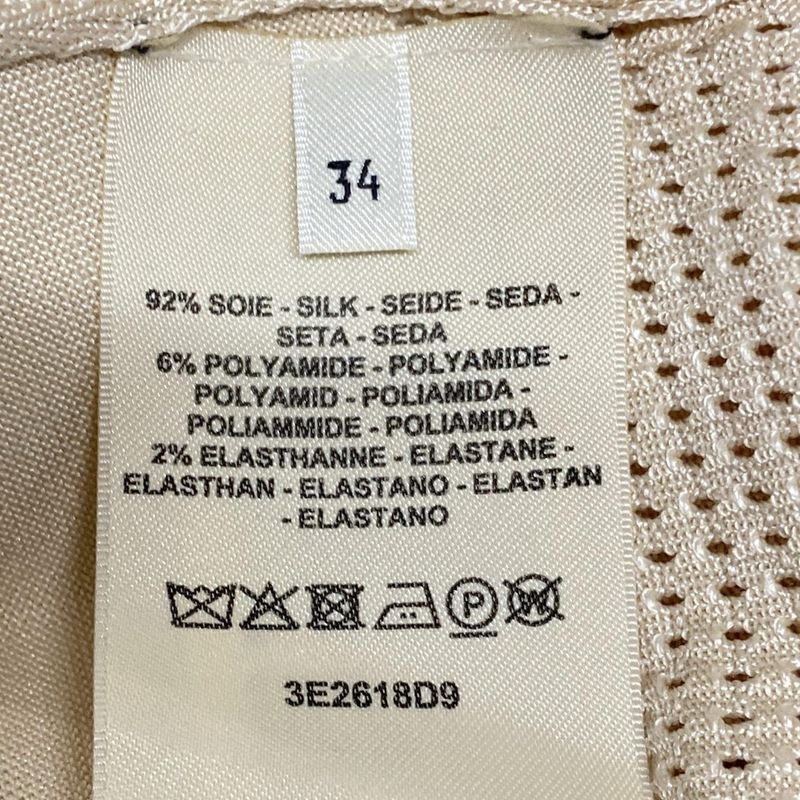 34
92% SOIE - SILK - SEIDE - SEDA -
SETA - SEDA
6% POLYAMIDE - POLYAMIDE -
POLYAMID - POLIAMIDA -
POLIAMMIDE - POLIAMIDA
2% ELASTHANNE - ELASTANE -
ELASTHAN - ELASTANO - ELASTAN
- ELASTANO
P W
3E2618D9